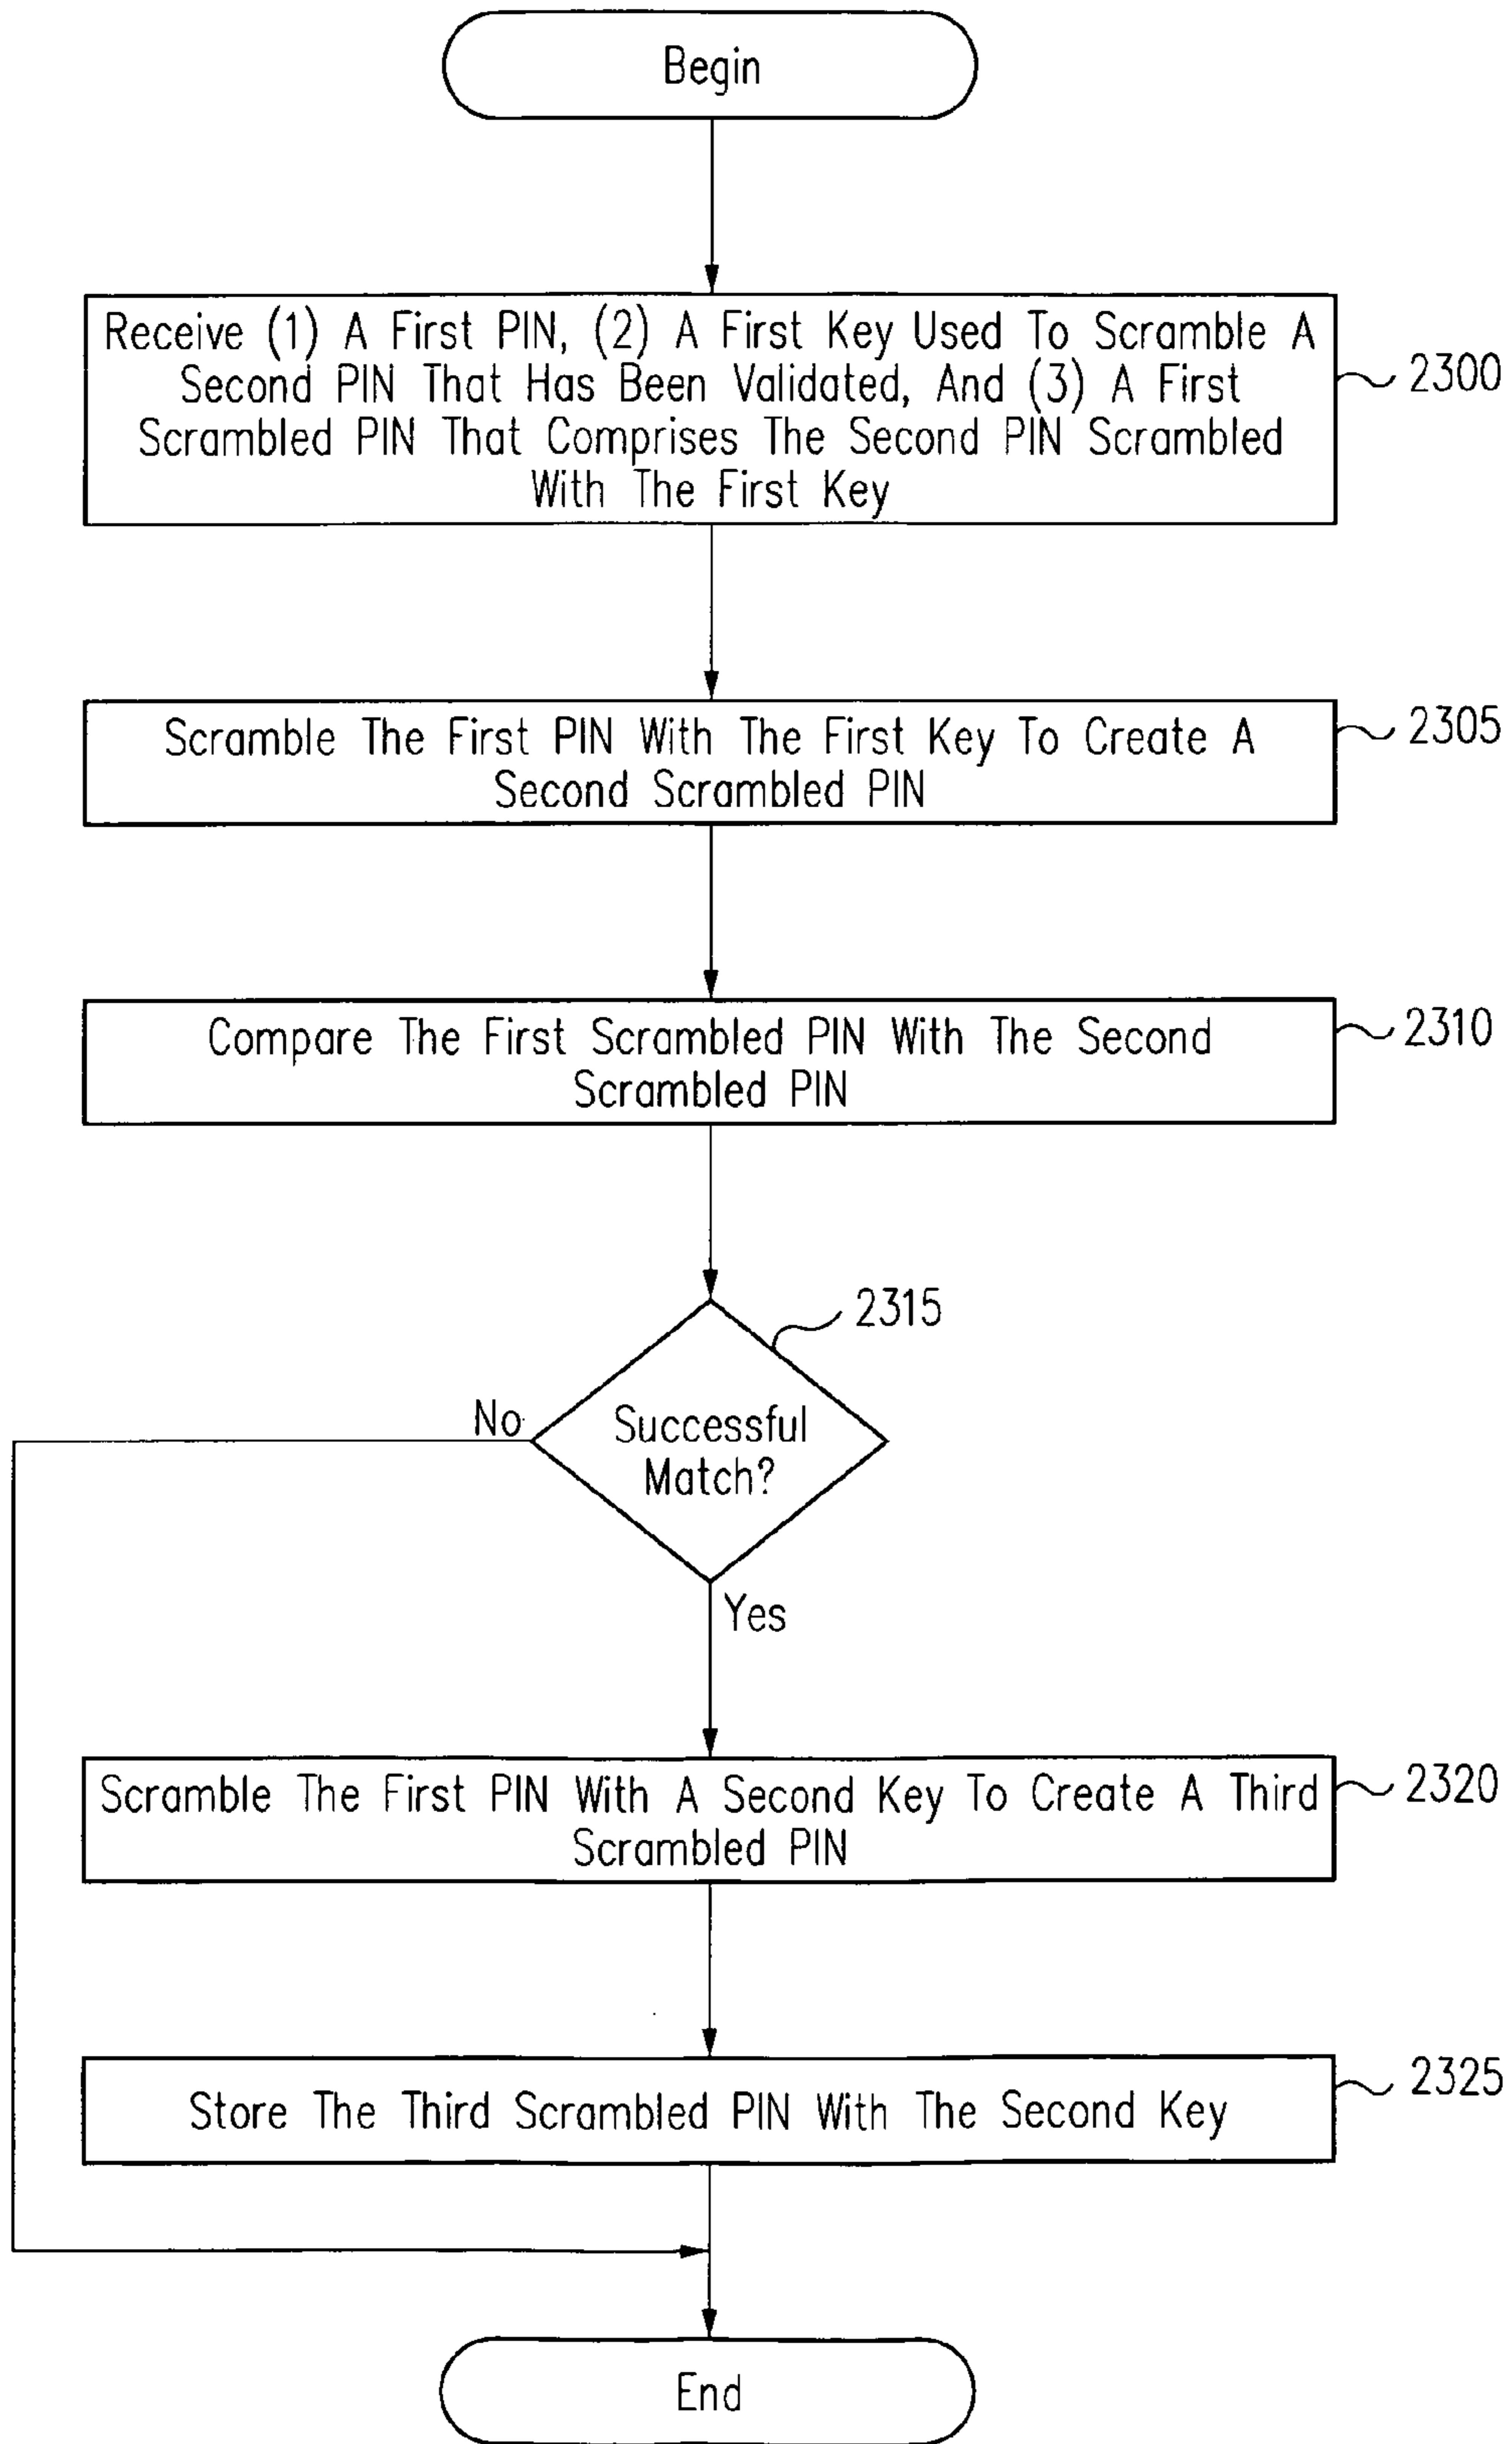 Begin
Receive (1) A First PIN, (2) A First Key Used To Scramble A
Second PIN That Has Been Validated, And (3) A First
Scrambled PIN That Comprises The Second PIN Scrambled
With The First Key
2300
Scramble The First PIN With The First Key To Create A
Second Scrambled PIN
2305
Compare The First Scrambled PIN With The Second
Scrambled PIN
2310
2315
No
Successful
Match?
Yes
Scramble The First PIN With A Second Key To Create A Third
Scrambled PIN
2320
Store The Third Scrambled PIN With The Second Key
2325
End